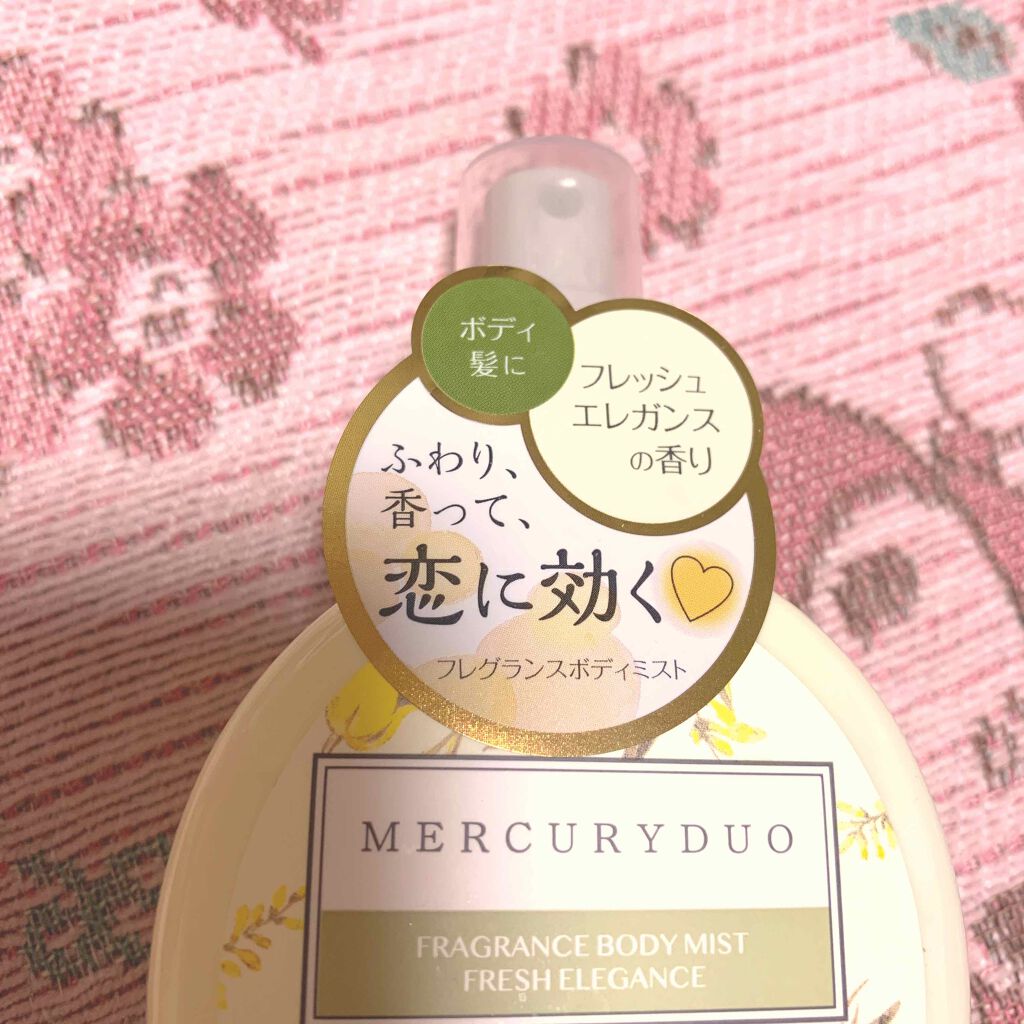 ボディ
髪に
フレッシュ
エレガンス
の香り
ふわり、
香って、
恋に効く♡
フレグランスボディミスト
MERCURYDUO
FRAGRANCE BODY MIST
FRESH ELEGANCE